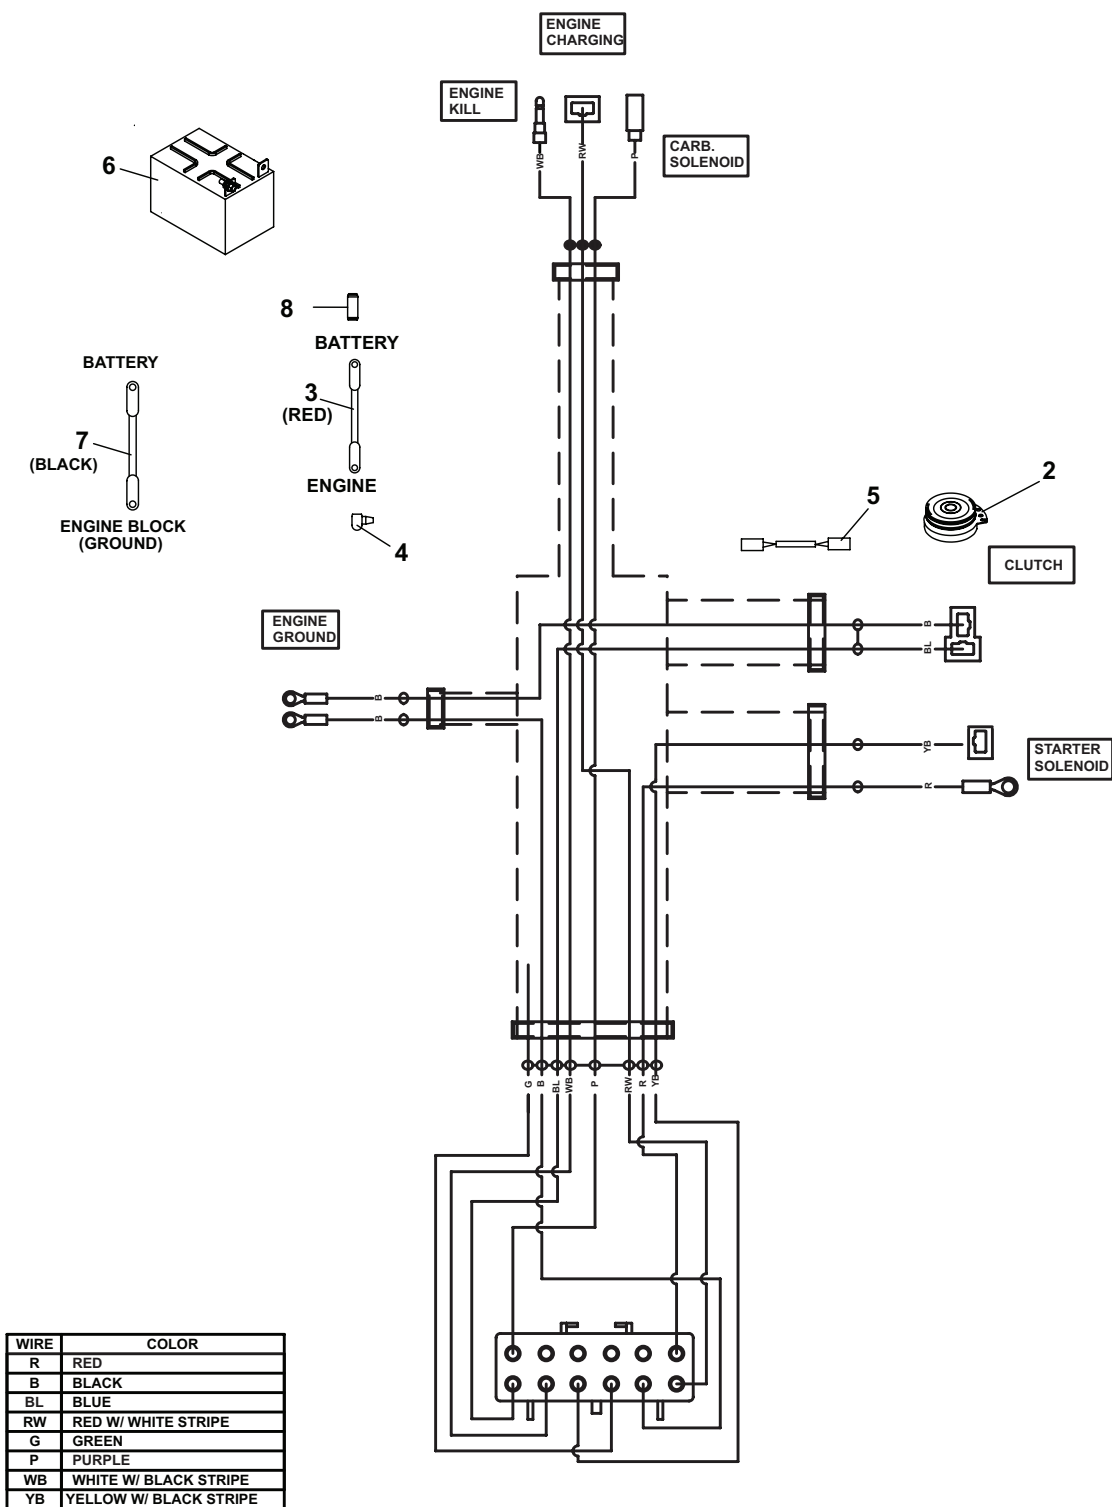 ENGINE
CHARGING
ENGINE
KILL
CARB.
SOLENOID
WB
RW
P
6
8
BATTERY
BATTERY
3
(RED)
7
(BLACK)
ENGINE
ENGINE BLOCK
(GROUND)
4
5
2
CLUTCH
ENGINE
GROUND
B
BL
B
B
YB
STARTER
SOLENOID
R
G
B
BL
WB
P
RW
R
YB
WIRE COLOR
R RED
B BLACK
BL BLUE
RW RED W/ WHITE STRIPE
G GREEN
P PURPLE
WB WHITE W/ BLACK STRIPE
YB YELLOW W/ BLACK STRIPE